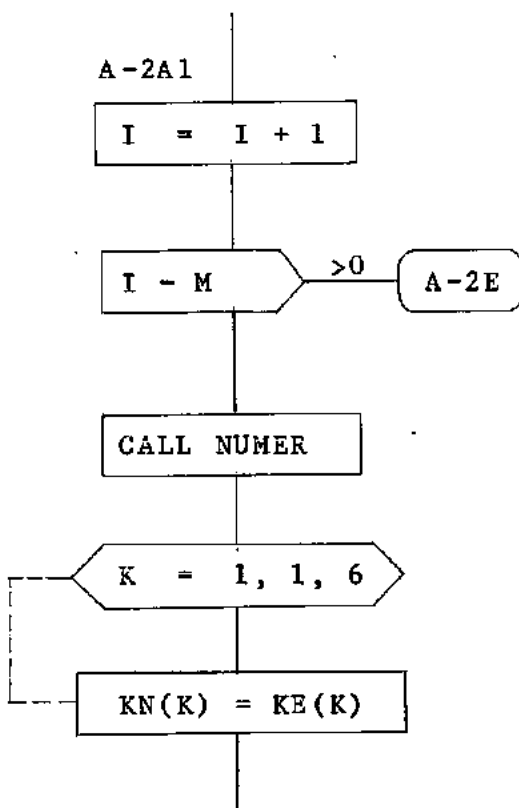 A-2A1
I = I + 1
I - M
>0
A-2E
CALL NUMER
K = 1, 1, 6
KN(K) = KE(K)